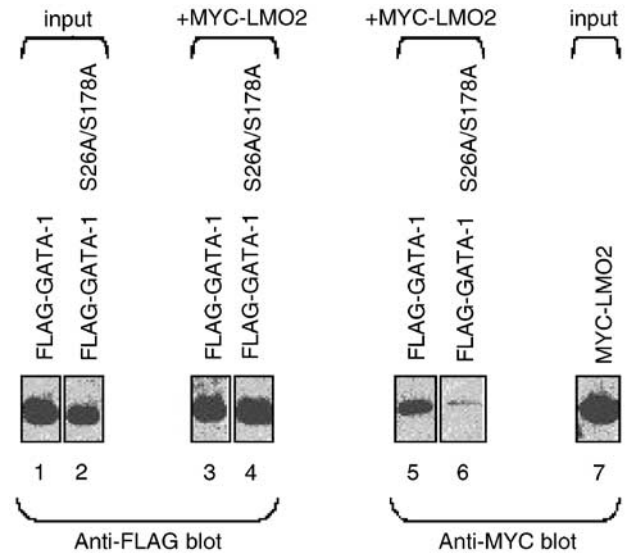 input +MYC-LMO2 +MYC-LMO2 input
FLAG-GATA-1
FLAG-GATA-1 S26A/S178A
FLAG-GATA-1
FLAG-GATA-1 S26A/S178A
FLAG-GATA-1
FLAG-GATA-1 S26A/S178A
MYC-LMO2
1 2 3 4 5 6 7
Anti-FLAG blot Anti-MYC blot